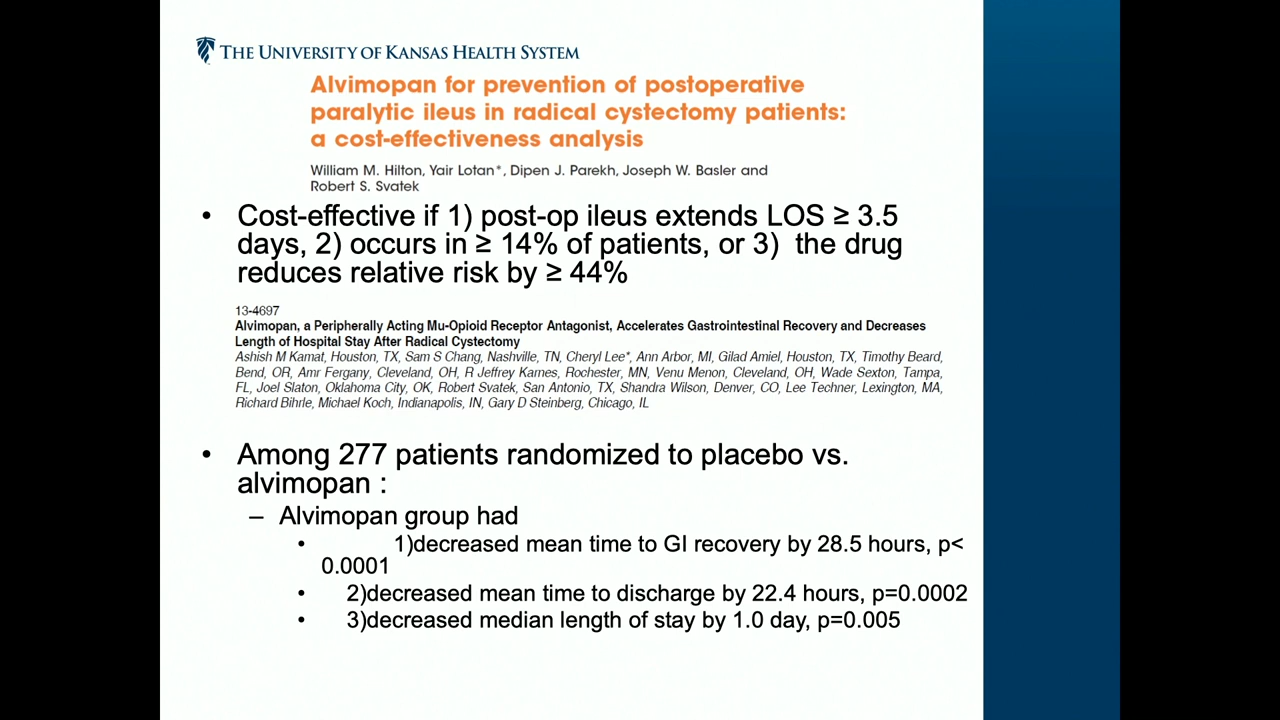 THE UNIVERSITY OF KANSAS HEALTH SYSTEM
Alvimopan for prevention of postoperative
paralytic ileus in radical cystectomy patients:
a cost-effectiveness analysis
William M. Hilton, Yair Lotan*, Dipen J. Parekh, Joseph W. Basler and
Robert S. Svatek
• Cost-effective if 1) post-op ileus extends LOS ≥ 3.5
days, 2) occurs in ≥ 14% of patients, or 3) the drug
reduces relative risk by ≥ 44%
13-4697
Alvimopan, a Peripherally Acting Mu-Opioid Receptor Antagonist, Accelerates Gastrointestinal Recovery and Decreases
Length of Hospital Stay After Radical Cystectomy
Ashish M Kamat, Houston, TX, Sam S Chang, Nashville, TN, Cheryl Lee*, Ann Arbor, MI, Gilad Amiel, Houston, TX, Timothy Beard,
Bend, OR, Amr Fergany, Cleveland, OH, R Jeffrey Karnes, Rochester, MN, Venu Menon, Cleveland, OH, Wade Sexton, Tampa,
FL, Joel Slaton, Oklahoma City, OK, Robert Svatek, San Antonio, TX, Shandra Wilson, Denver, CO, Lee Techner, Lexington, MA,
Richard Bihrle, Michael Koch, Indianapolis, IN, Gary D Steinberg, Chicago, IL
• Among 277 patients randomized to placebo vs.
alvimopan :
– Alvimopan group had
• 1)decreased mean time to GI recovery by 28.5 hours, p<
0.0001
• 2)decreased mean time to discharge by 22.4 hours, p=0.0002
• 3)decreased median length of stay by 1.0 day, p=0.005